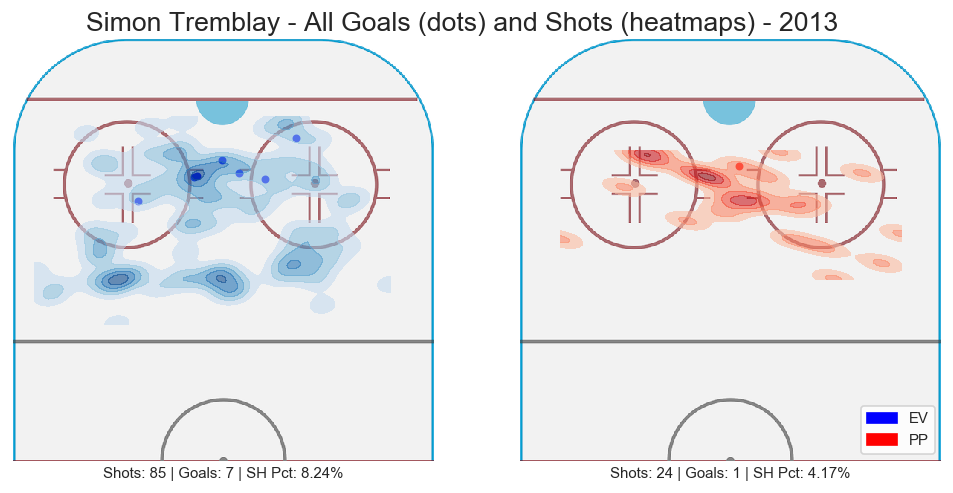 Simon Tremblay - All Goals (dots) and Shots (heatmaps) - 2013
EV
PP
Shots: 85 | Goals: 7 | SH Pct: 8.24%
Shots: 24 | Goals: 1 | SH Pct: 4.17%